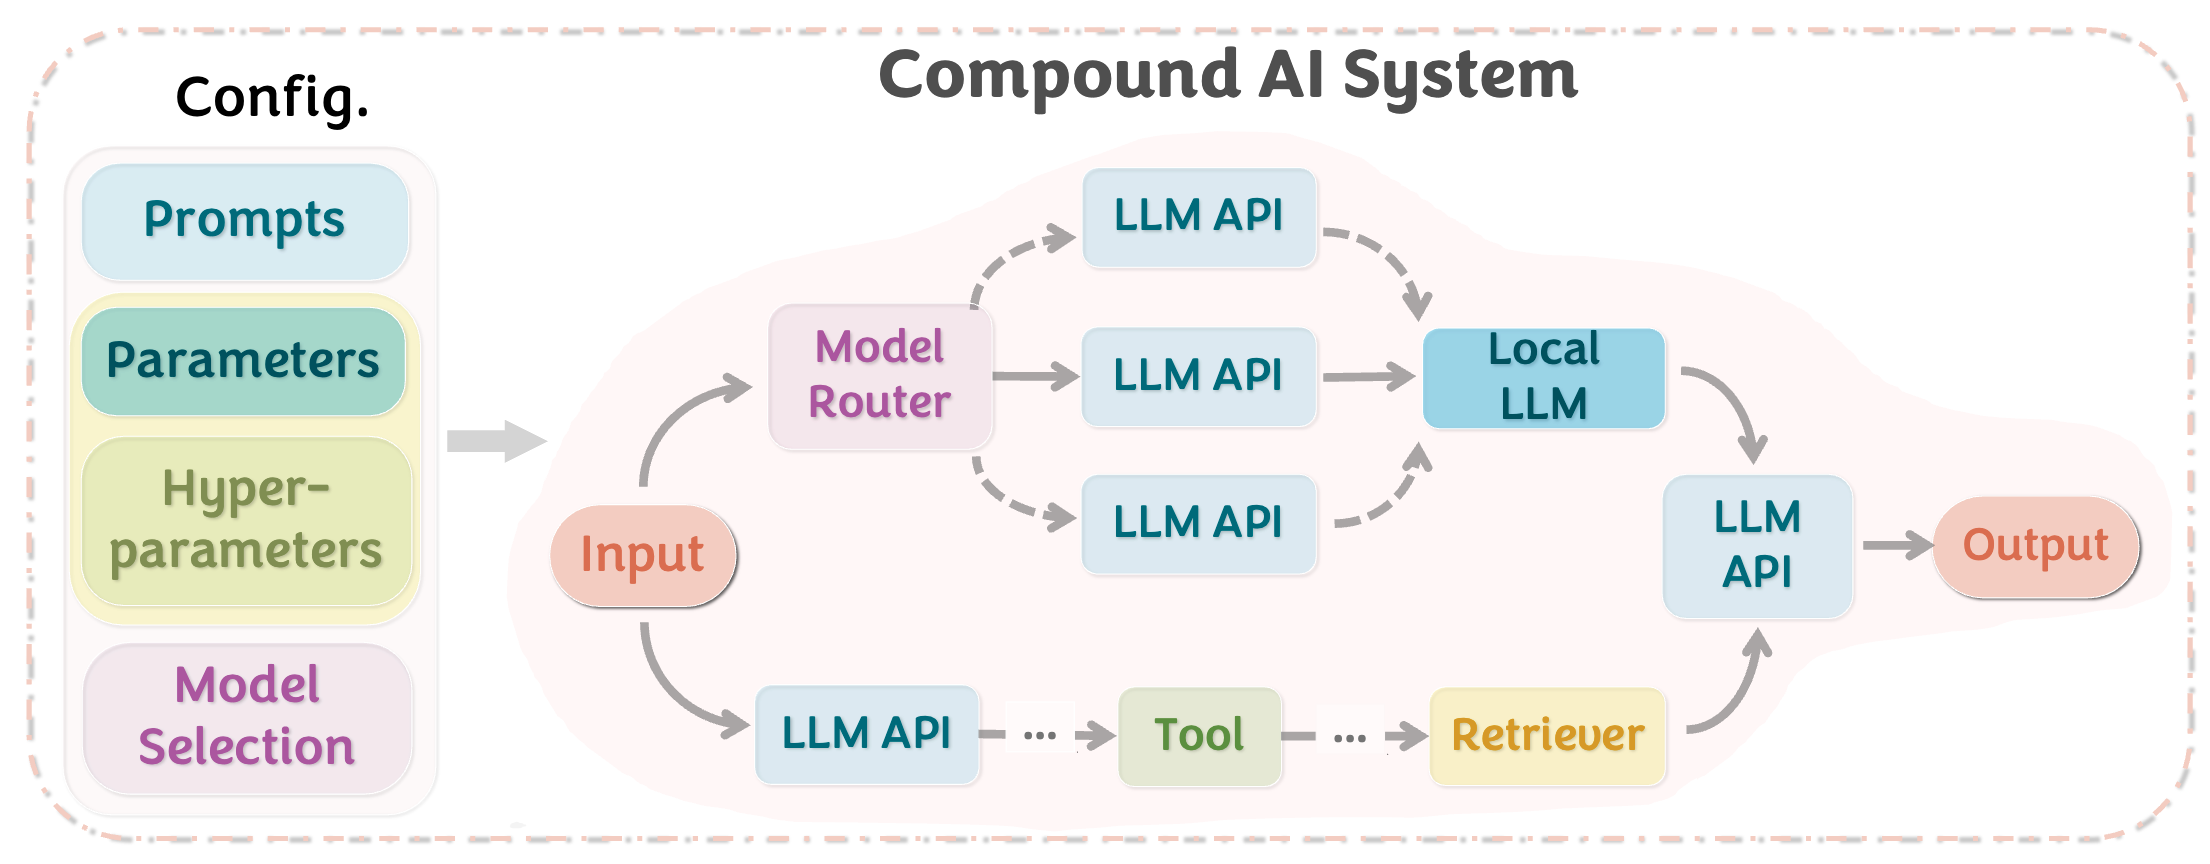 Compound AI System
Config.
Prompts
Parameters
Hyper-
parameters
Model
Selection
Input
Model
Router
LLM API
LLM API
LLM API
Local
LLM
LLM API
...
Tool
...
Retriever
LLM
API
Output